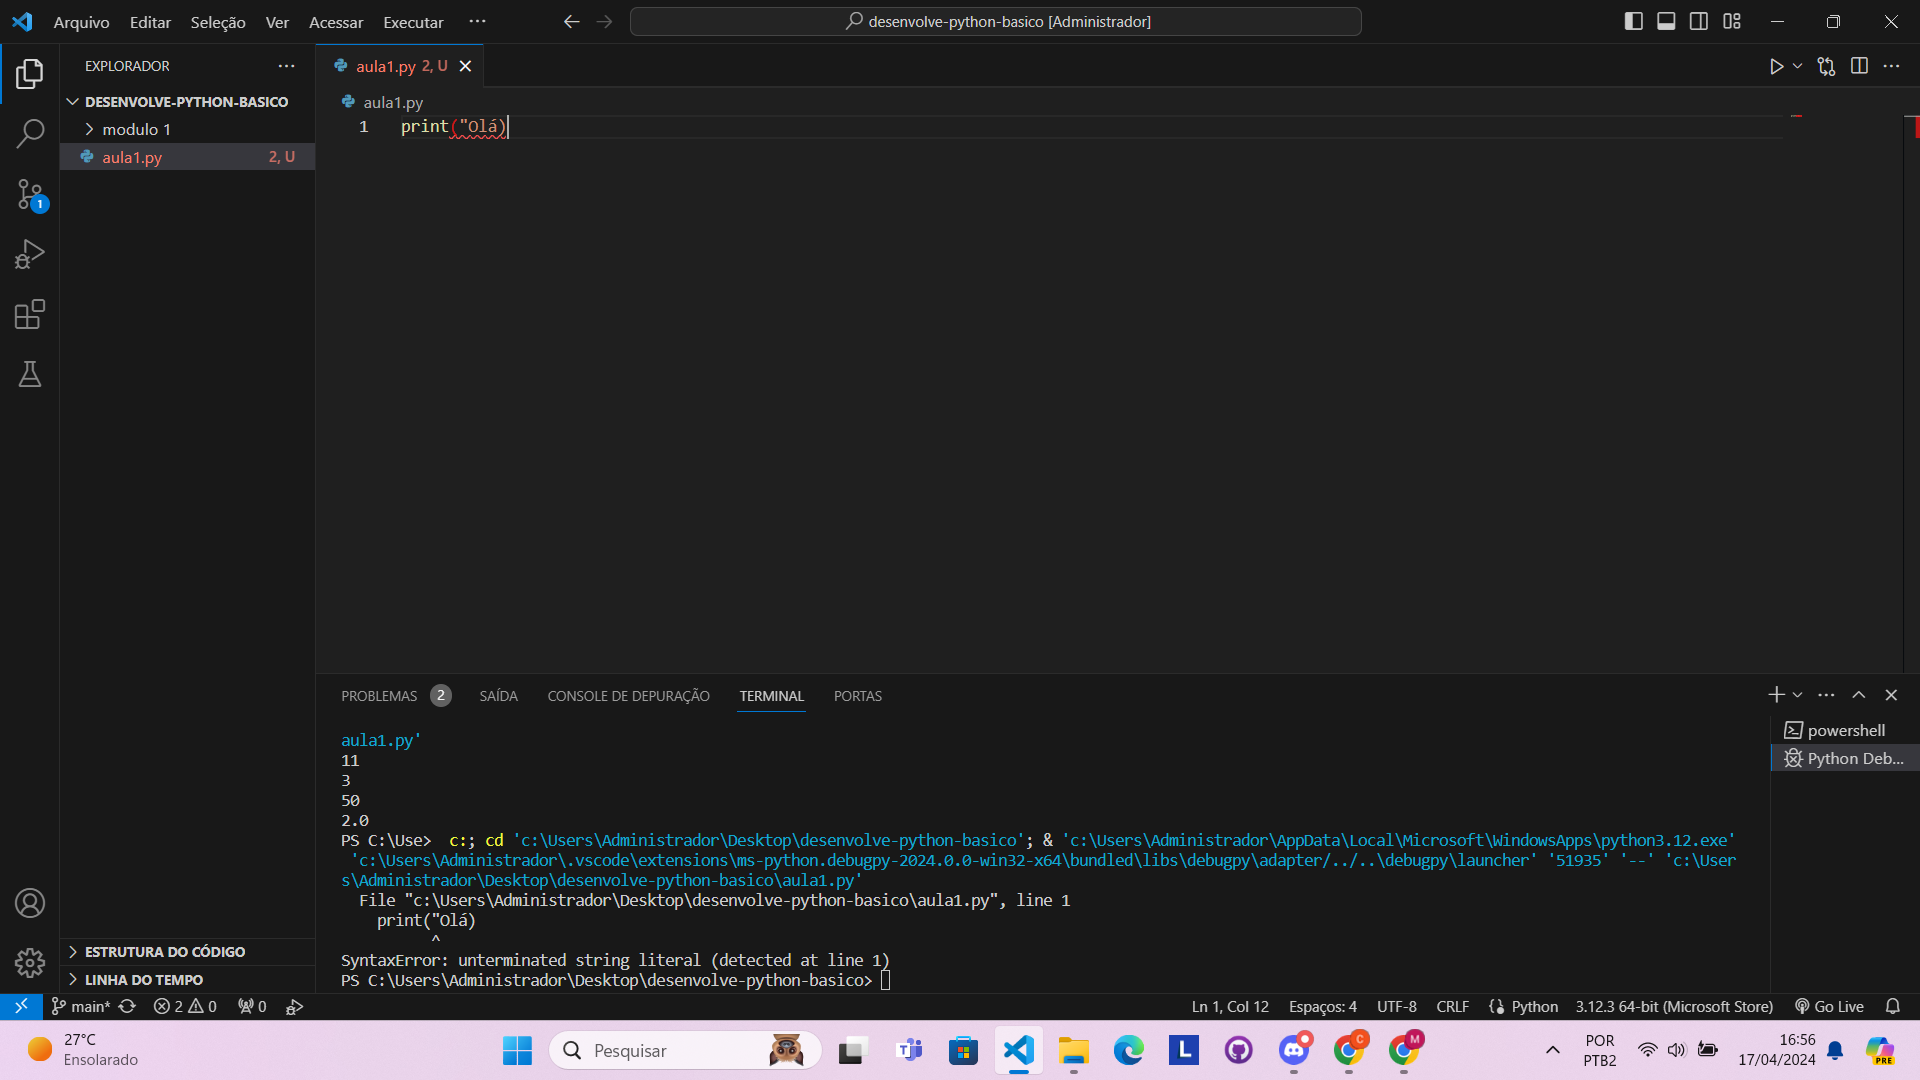 Arquivo Editar Seleção Ver Acessar Executar ··· desenvolve-python-basico [Administrador]
EXPLORADOR
aula1.py 2, U
DESENVOLVE-PYTHON-BASICO
modulo 1
aula1.py 2, U
1
aula1.py
1 print("Olá)
PROBLEMAS 2 SAÍDA CONSOLE DE DEPURAÇÃO TERMINAL PORTAS
powershell
Python Deb...
aula1.py'
11
3
50
2.0
PS C:\Use>  c:; cd 'c:\Users\Administrador\Desktop\desenvolve-python-basico'; & 'c:\Users\Administrador\AppData\Local\Microsoft\WindowsApps\python3.12.exe'
 'c:\Users\Administrador\.vscode\extensions\ms-python.debugpy-2024.0.0-win32-x64\bundled\libs\debugpy\adapter/../..\debugpy\launcher' '51935' '--' 'c:\User
s\Administrador\Desktop\desenvolve-python-basico\aula1.py'
  File "c:\Users\Administrador\Desktop\desenvolve-python-basico\aula1.py", line 1
    print("Olá)
          ^
SyntaxError: unterminated string literal (detected at line 1)
PS C:\Users\Administrador\Desktop\desenvolve-python-basico>
ESTRUTURA DO CÓDIGO
LINHA DO TEMPO
main* 2 0 0 Ln 1, Col 12 Espaços: 4 UTF-8 CRLF Python 3.12.3 64-bit (Microsoft Store) Go Live
27°C
Ensolarado
Pesquisar
T
L
C
M
POR
PTB2
16:56
17/04/2024
PRE